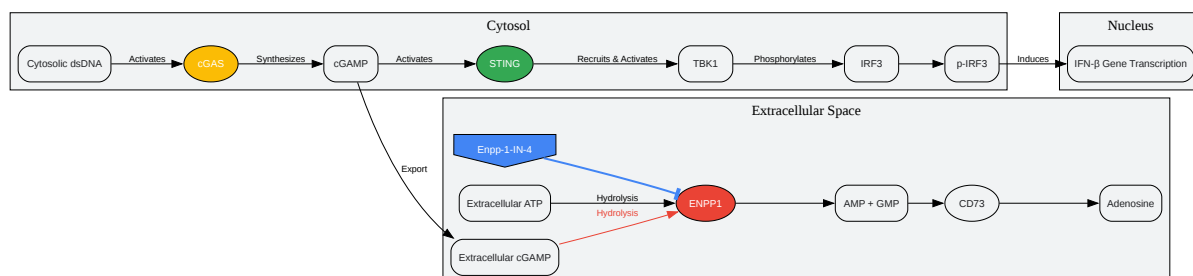 Cytosol
Nucleus
Cytosolic dsDNA
Activates
cGAS
Synthesizes
cGAMP
Activates
STING
Recruits & Activates
TBK1
Phosphorylates
IRF3
p-IRF3
Induces
IFN-β Gene Transcription
Extracellular Space
Enpp-1-IN-4
Export
Extracellular ATP
Hydrolysis
Hydrolysis
ENPP1
AMP + GMP
CD73
Adenosine
Extracellular cGAMP